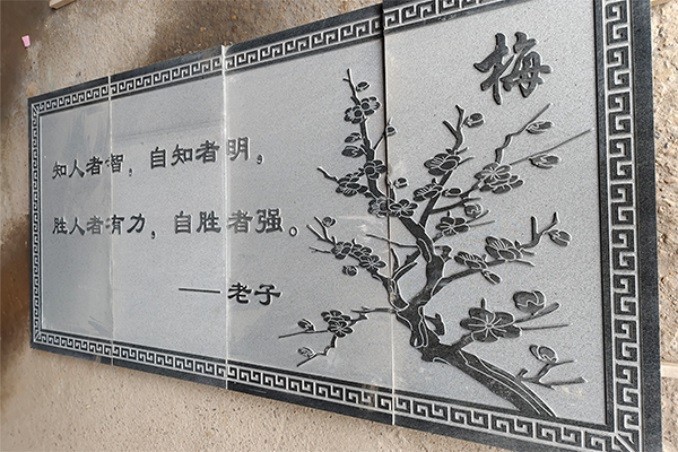 梅
知人者智，自知者明，
胜人者有力，自胜者强。
——老子